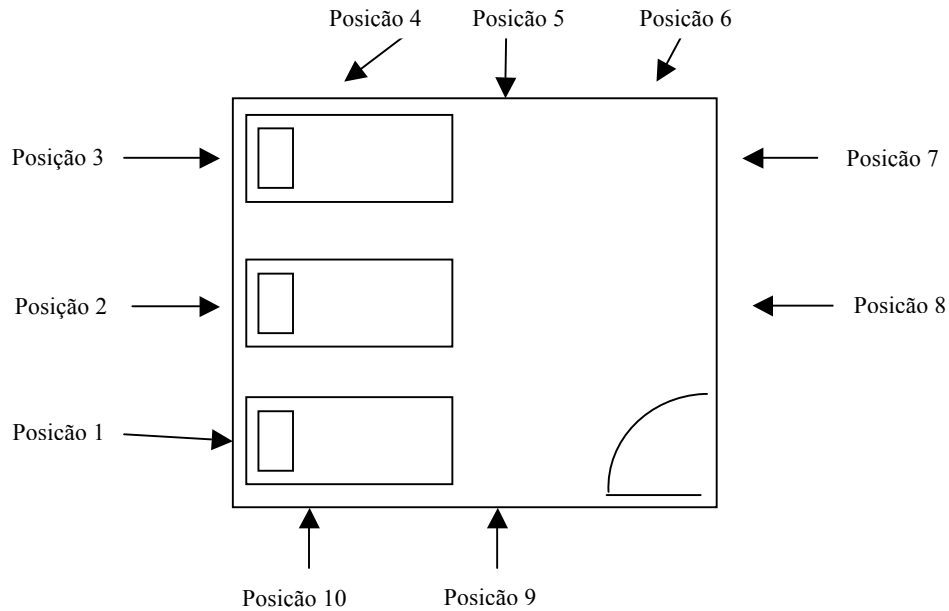 Posicão 4
Posicão 5
Posicão 6
Posição 3
Posicão 7
Posição 2
Posicão 8
Posicão 1
Posição 10
Posição 9